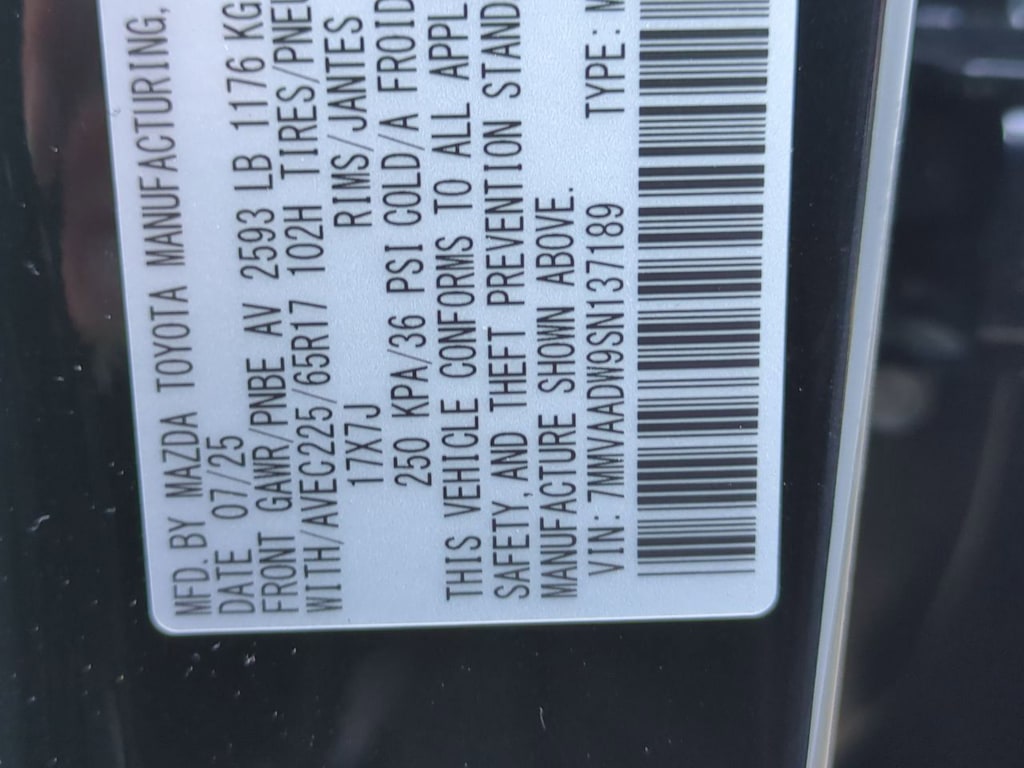 MFD. BY MAZDA TOYOTA MANUFACTURING,
DATE 07/25
FRONT GAWR/PNBE AV 2593 LB 1176 KG
WITH/AVEC225/65R17 102H TIRES/PNEU
17X7J RIMS/JANTES
250 KPA/36 PSI COLD/A FROID
THIS VEHICLE CONFORMS TO ALL APPL
SAFETY, AND THEFT PREVENTION STAND
MANUFACTURE SHOWN ABOVE.
VIN: 7MMVAADW9SN137189 TYPE: M